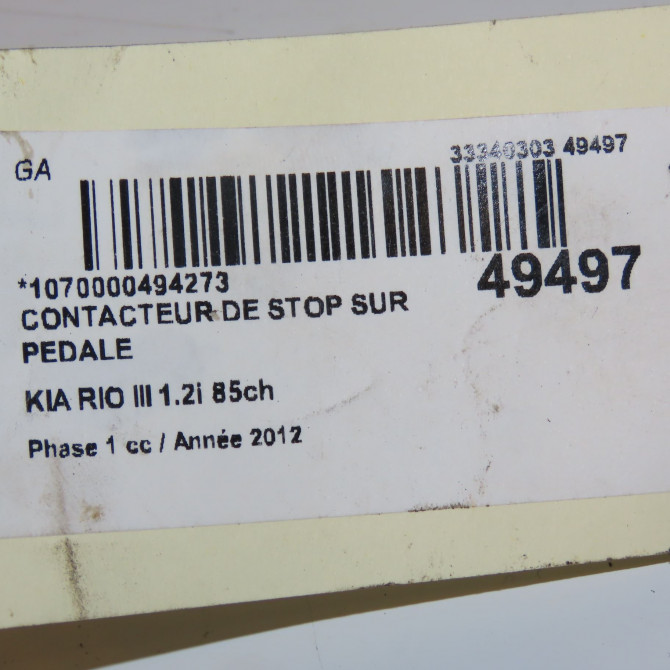 GA
33340303 49497
*1070000494273
49497
CONTACTEUR DE STOP SUR
PEDALE
KIA RIO III 1.2i 85ch
Phase 1 cc / Année 2012